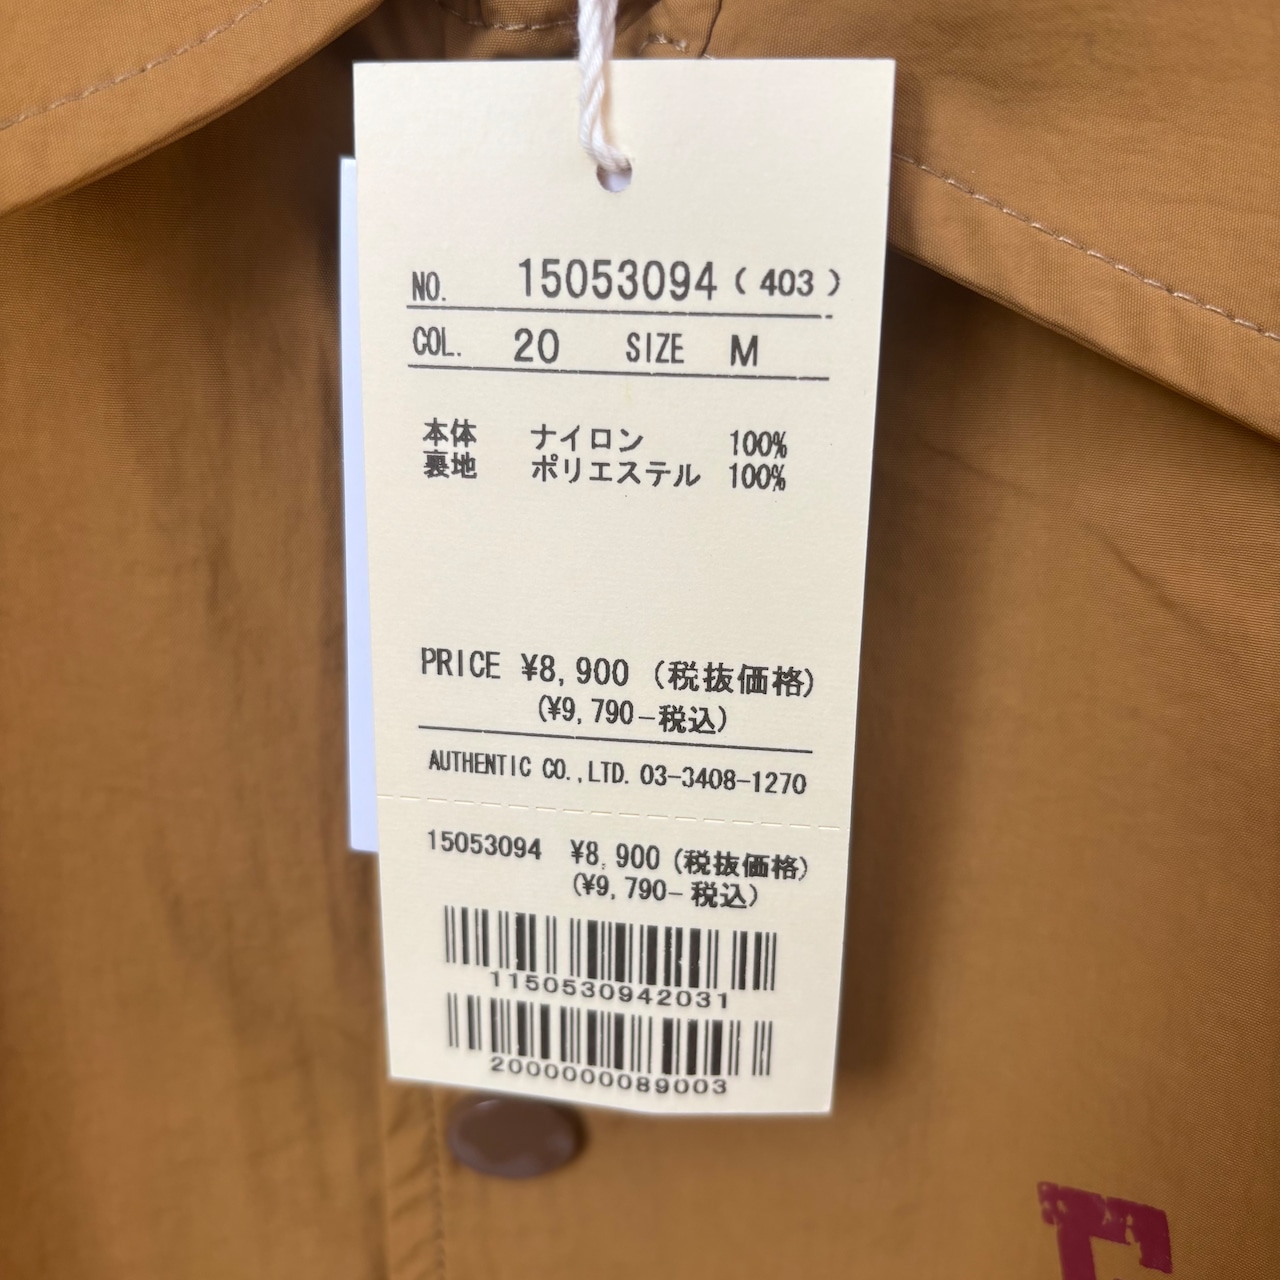 NO. 15053094 (403)
COL. 20 SIZE M
本体 ナイロン 100%
裏地 ポリエステル 100%
PRICE ¥8,900 (税抜価格)
(¥9,790-税込)
AUTHENTIC CO.,LTD. 03-3408-1270
15053094 ¥8,900 (税抜価格)
(¥9,790-税込)
1150530942031
2000000089003